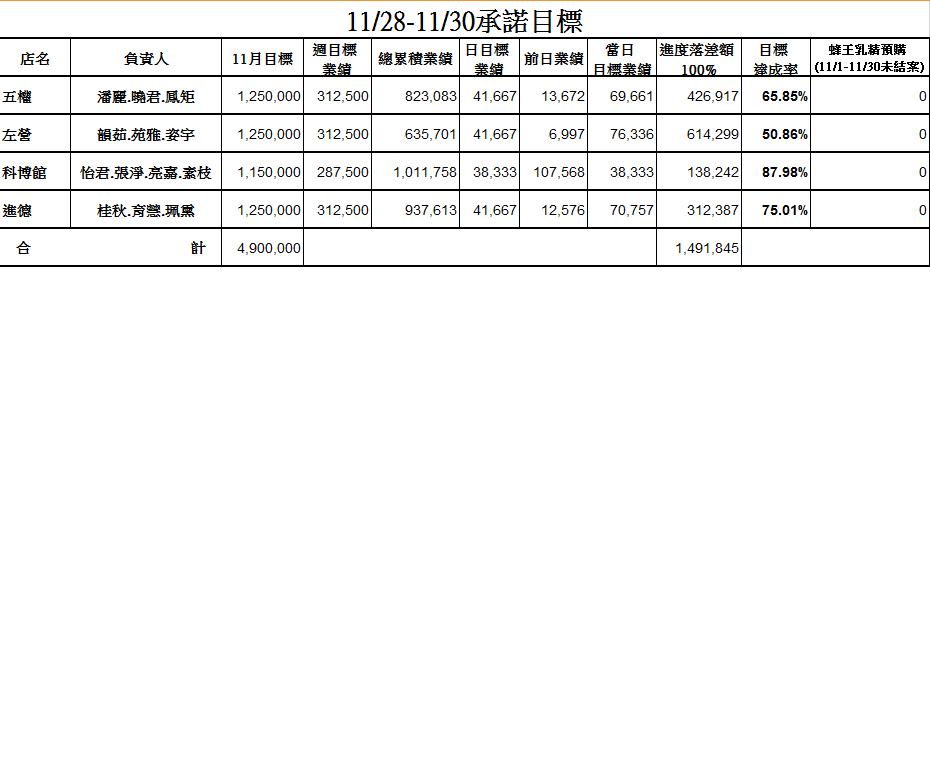 11/28-11/30承諾目標
店名 負責人 11月目標 週目標業績 總累積業績 日目標業績 前日業績 當日目標業績 進度落差額100% 目標達成率 蜂王乳精預購(11/1-11/30未結案)
五權 潘麗.曉君.鳳矩 1,250,000 312,500 823,083 41,667 13,672 69,661 426,917 65.85% 0
左營 韻茹.苑雅.姿宇 1,250,000 312,500 635,701 41,667 6,997 76,336 614,299 50.86% 0
科博館 怡君.張淨.亮嘉.素枝 1,150,000 287,500 1,011,758 38,333 107,568 38,333 138,242 87.98% 0
進德 桂秋.育慧.珮黛 1,250,000 312,500 937,613 41,667 12,576 70,757 312,387 75.01% 0
合計 4,900,000 1,491,845